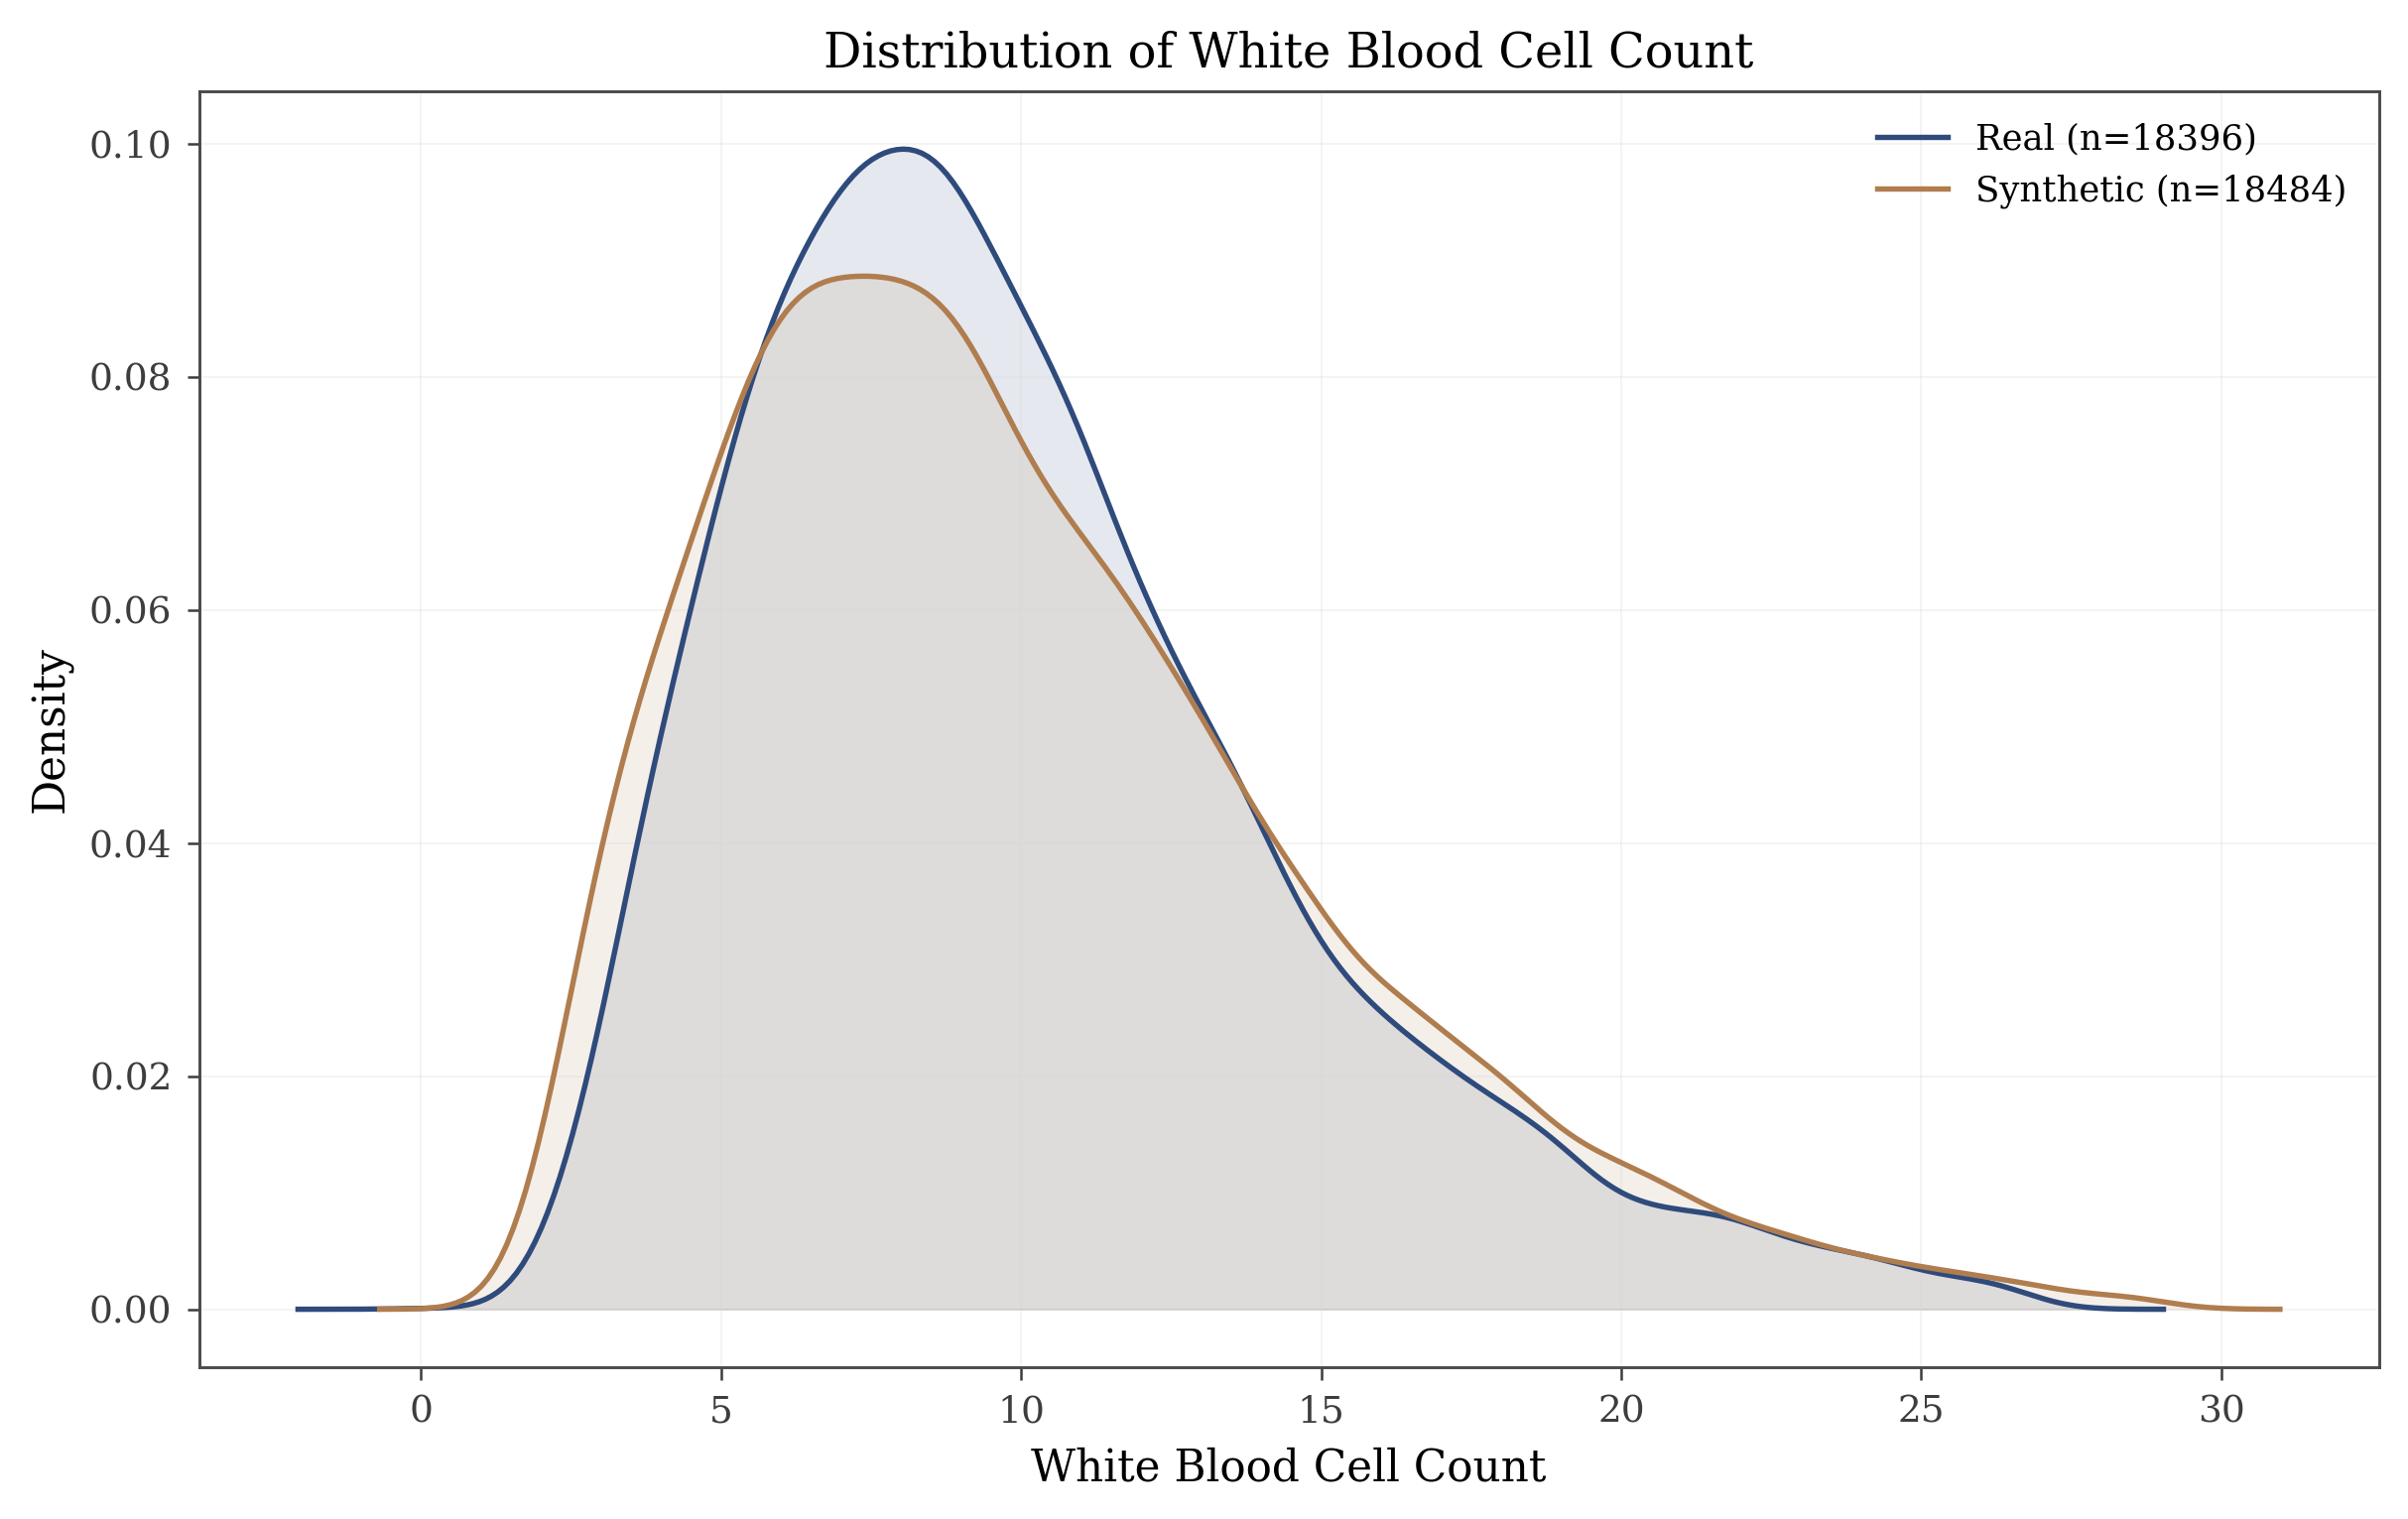 Distribution of White Blood Cell Count
Real (n=18396)
Synthetic (n=18484)
0.10
0.08
0.06
0.04
0.02
0.00
Density
0 5 10 15 20 25 30
White Blood Cell Count